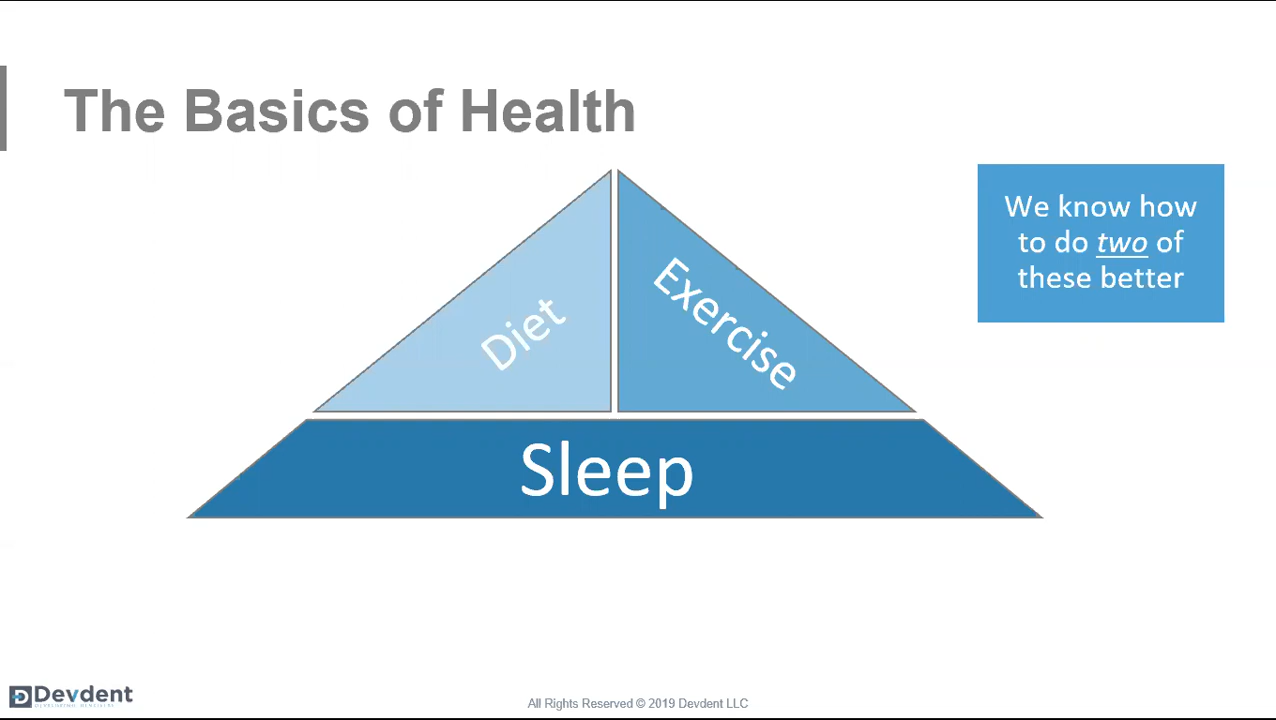 The Basics of Health
We know how
to do two of
these better
Diet
Exercise
Sleep
Devdent
DEVELOPING DENTISTS
All Rights Reserved © 2019 Devdent LLC